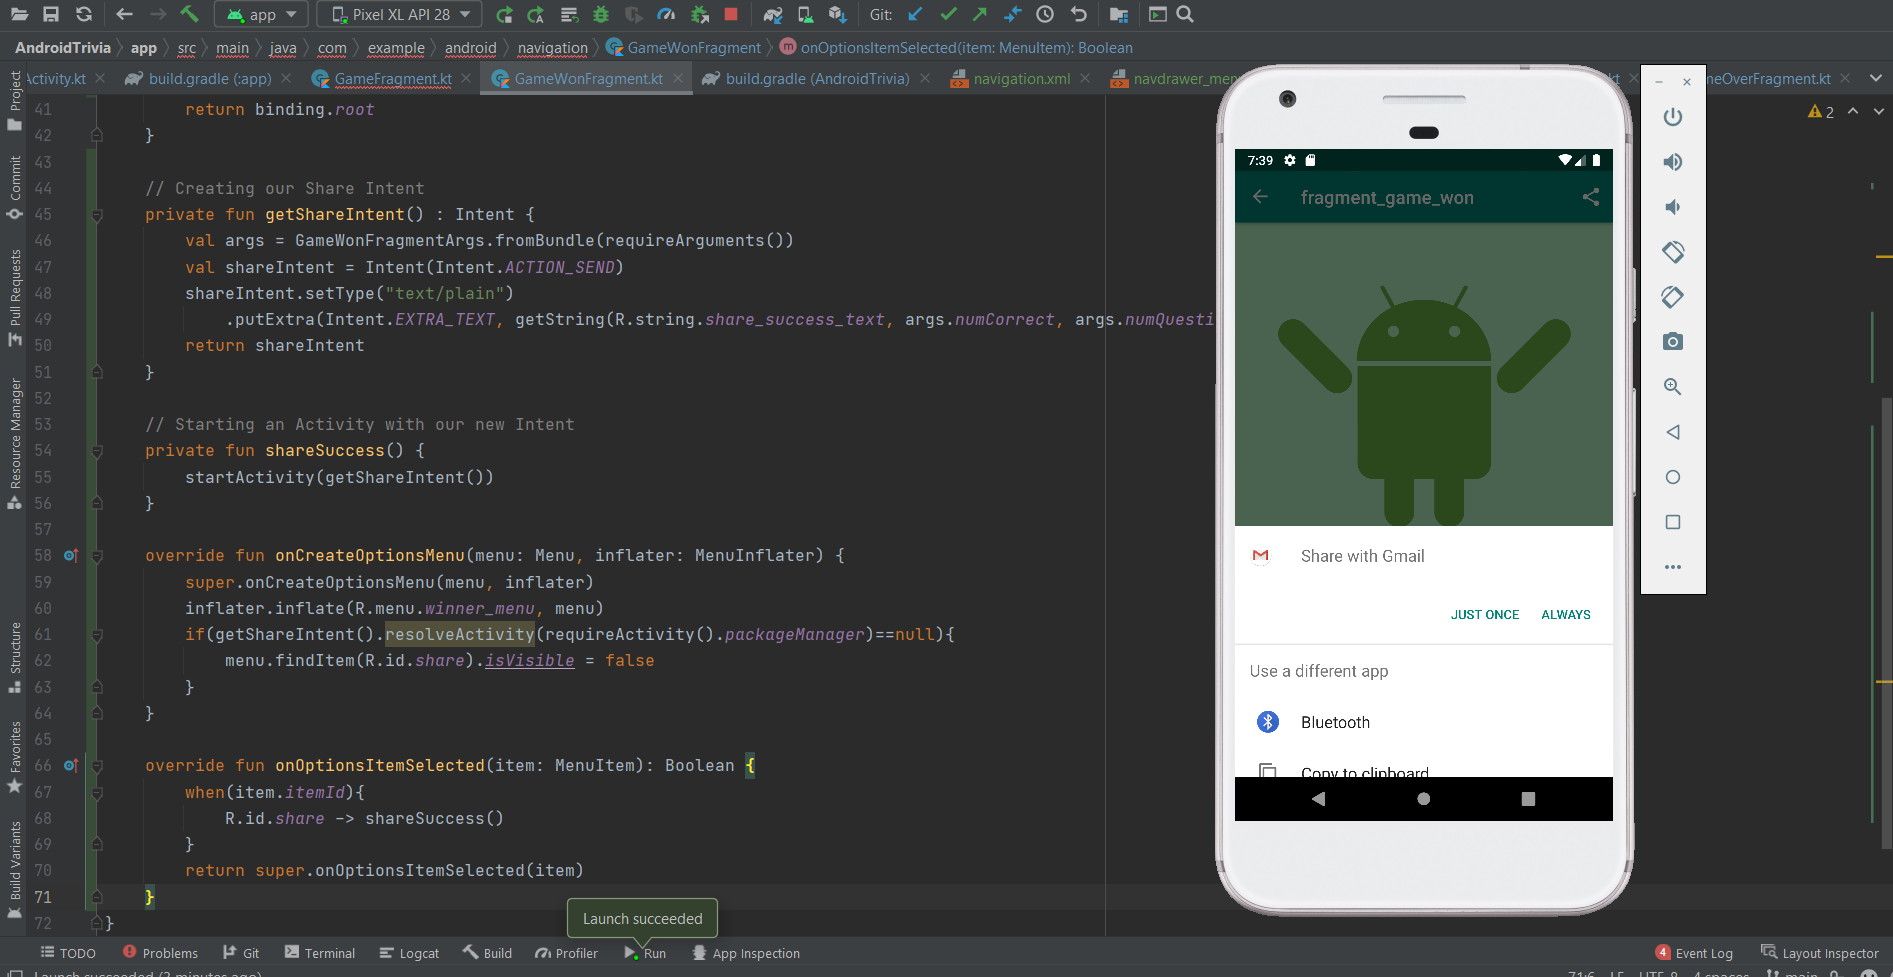 app
Pixel XL API 28
Git:
AndroidTrivia app src main java com example android navigation GameWonFragment onOptionsItemSelected(item: MenuItem): Boolean
Activity.kt build.gradle (:app) GameFragment.kt GameWonFragment.kt build.gradle (AndroidTrivia) navigation.xml navdrawer_men .kt meOverFragment.kt
Project
Commit
Pull Requests
Resource Manager
Structure
Favorites
Build Variants
2
41 return binding.root
42 }
43
44 // Creating our Share Intent
45 private fun getShareIntent() : Intent {
46 val args = GameWonFragmentArgs.fromBundle(requireArguments())
47 val shareIntent = Intent(Intent.ACTION_SEND)
48 shareIntent.setType("text/plain")
49 .putExtra(Intent.EXTRA_TEXT, getString(R.string.share_success_text, args.numCorrect, args.numQuesti
50 return shareIntent
51 }
52
53 // Starting an Activity with our new Intent
54 private fun shareSuccess() {
55 startActivity(getShareIntent())
56 }
57
58 override fun onCreateOptionsMenu(menu: Menu, inflater: MenuInflater) {
59 super.onCreateOptionsMenu(menu, inflater)
60 inflater.inflate(R.menu.winner_menu, menu)
61 if(getShareIntent().resolveActivity(requireActivity().packageManager)==null){
62 menu.findItem(R.id.share).isVisible = false
63 }
64 }
65
66 override fun onOptionsItemSelected(item: MenuItem): Boolean {
67 when(item.itemId){
68 R.id.share -> shareSuccess()
69 }
70 return super.onOptionsItemSelected(item)
71 }
72 }
7:39
fragment_game_won
Share with Gmail
JUST ONCE ALWAYS
Use a different app
Bluetooth
Copy to clipboard
Launch succeeded
TODO Problems Git Terminal Logcat Build Profiler Run App Inspection 4 Event Log Layout Inspector
Launch succeeded (2 minutes ago) 71:6 LF UTF-8 4 spaces main